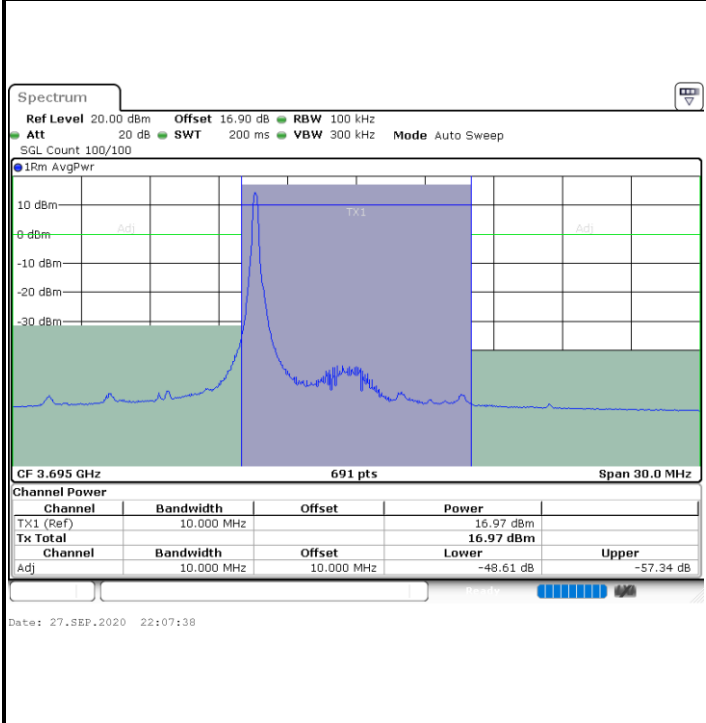 Spectrum
Ref Level 20.00 dBm Offset 16.90 dB RBW 100 kHz
Att 20 dB SWT 200 ms VBW 300 kHz Mode Auto Sweep
SGL Count 100/100
1Rm AvgPwr
10 dBm
TX1
Adj
Adj
0 dBm
-10 dBm
-20 dBm
-30 dBm
CF 3.695 GHz 691 pts Span 30.0 MHz
Channel Power
Channel Bandwidth Offset Power
TX1 (Ref) 10.000 MHz 16.97 dBm
Tx Total 16.97 dBm
Channel Bandwidth Offset Lower Upper
Adj 10.000 MHz 10.000 MHz -48.61 dB -57.34 dB
Ready
Date: 27.SEP.2020 22:07:38